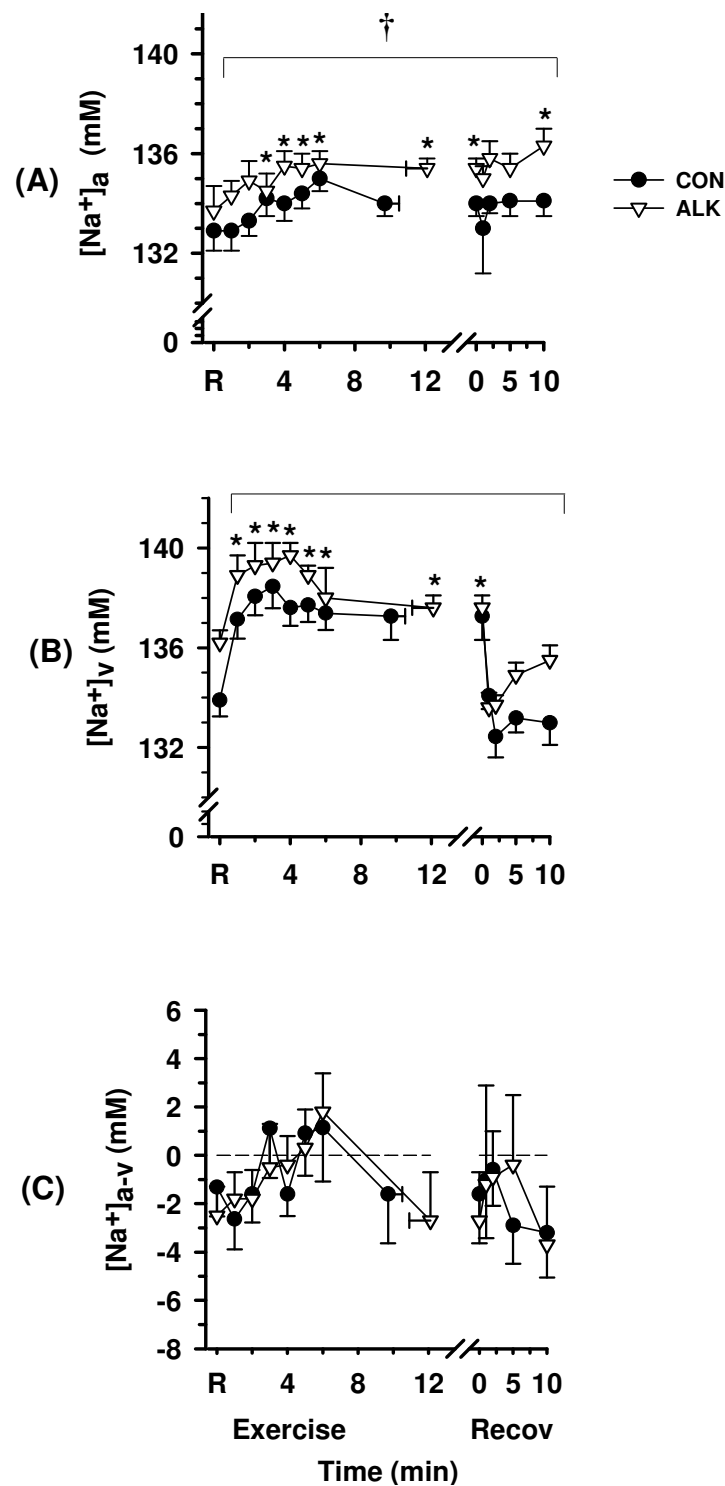 †
140
136
132
0
(A)
[Na+]a (mM)
* * * * * * *
R 4 8 12 0 5 10
CON
ALK
(B)
[Na+]v (mM)
140
136
132
0
* * * * * * * *
R 4 8 12 0 5 10
(C)
[Na+]a-v (mM)
6
4
2
0
-2
-4
-6
-8
R 4 8 12 0 5 10
Exercise Recov
Time (min)